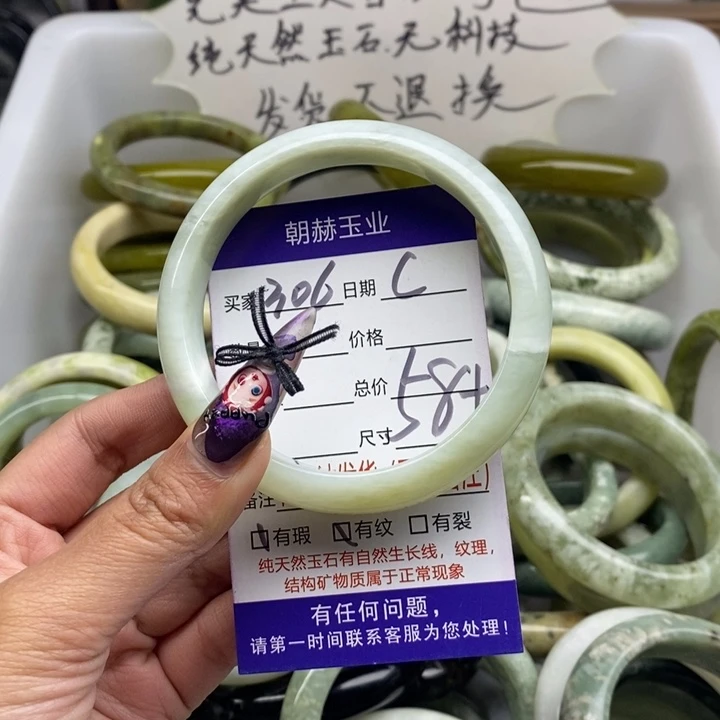 纯天然玉石.无科技
发货不退换
朝赫玉业
买家 306 日期 C
价格
总价
58+
尺寸
备注
有瑕 有纹 有裂
纯天然玉石有自然生长线，纹理，
结构矿物质属于正常现象
有任何问题，
请第一时间联系客服为您处理！